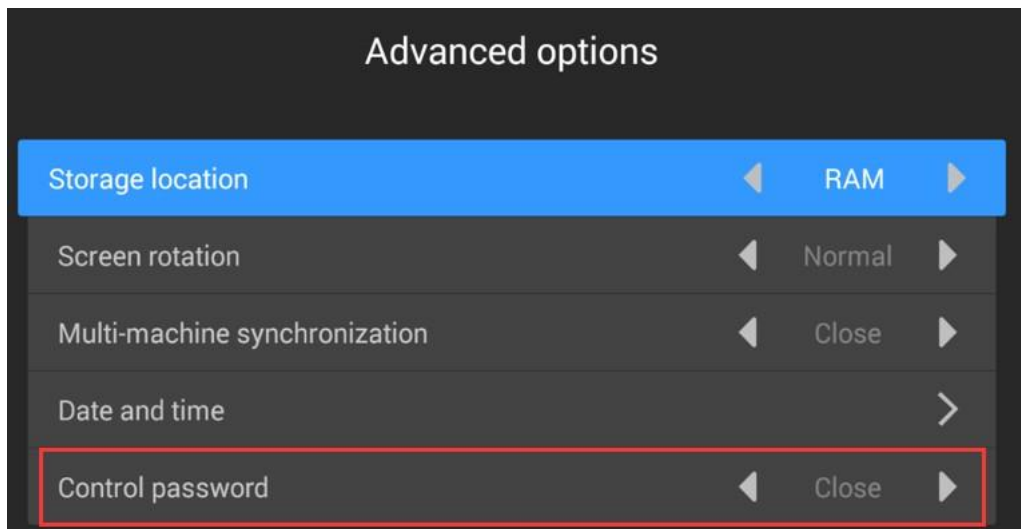 Advanced options
Storage location RAM
Screen rotation Normal
Multi-machine synchronization Close
Date and time
Control password Close